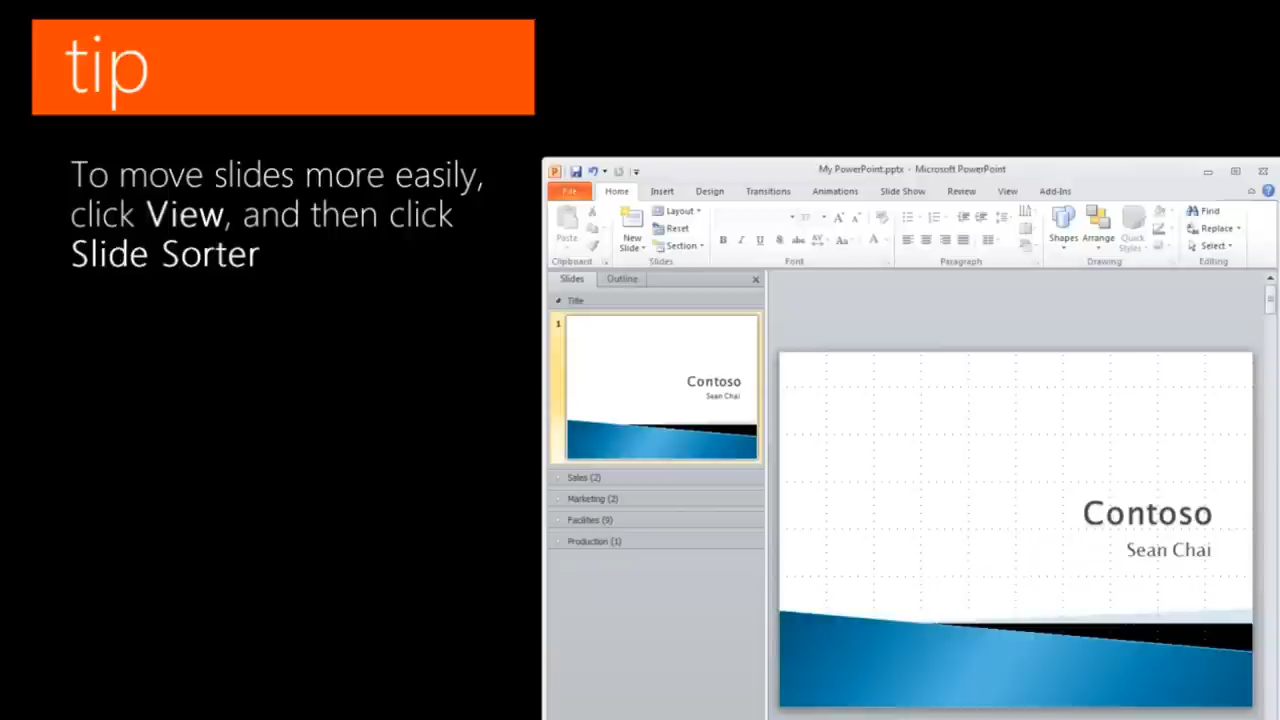 tip
To move slides more easily,
click View, and then click
Slide Sorter
My PowerPoint.pptx - Microsoft PowerPoint
File Home Insert Design Transitions Animations Slide Show Review View Add-Ins
Paste
New
Slide
Layout
Reset
Section
37
Shapes Arrange Quick
Styles
Find
Replace
Select
Clipboard Slides Font Paragraph Drawing Editing
Slides Outline
Title
1
Contoso
Sean Chai
Sales (2)
Marketing (2)
Facilities (9)
Production (1)
Contoso
Sean Chai